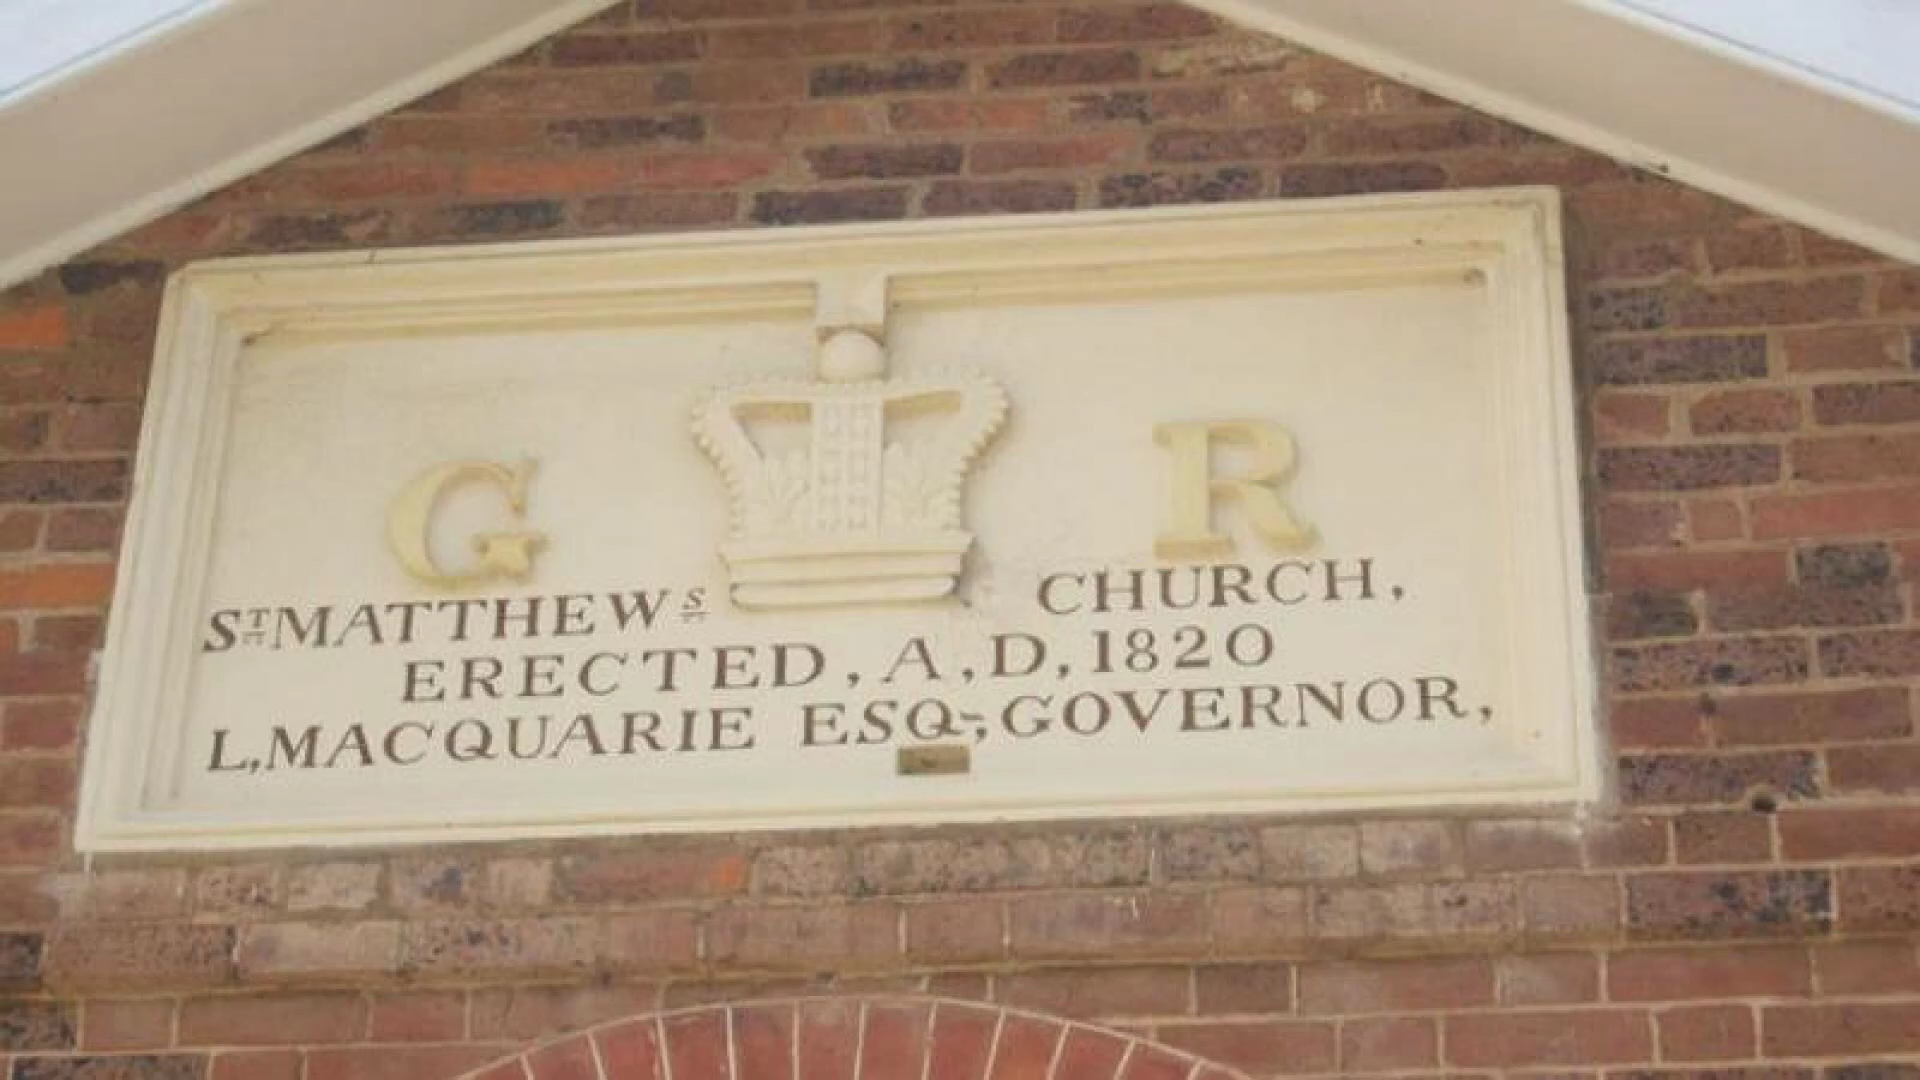 G R
ST MATTHEWS CHURCH,
ERECTED, A, D, 1820
L, MACQUARIE ESQ-; GOVERNOR,